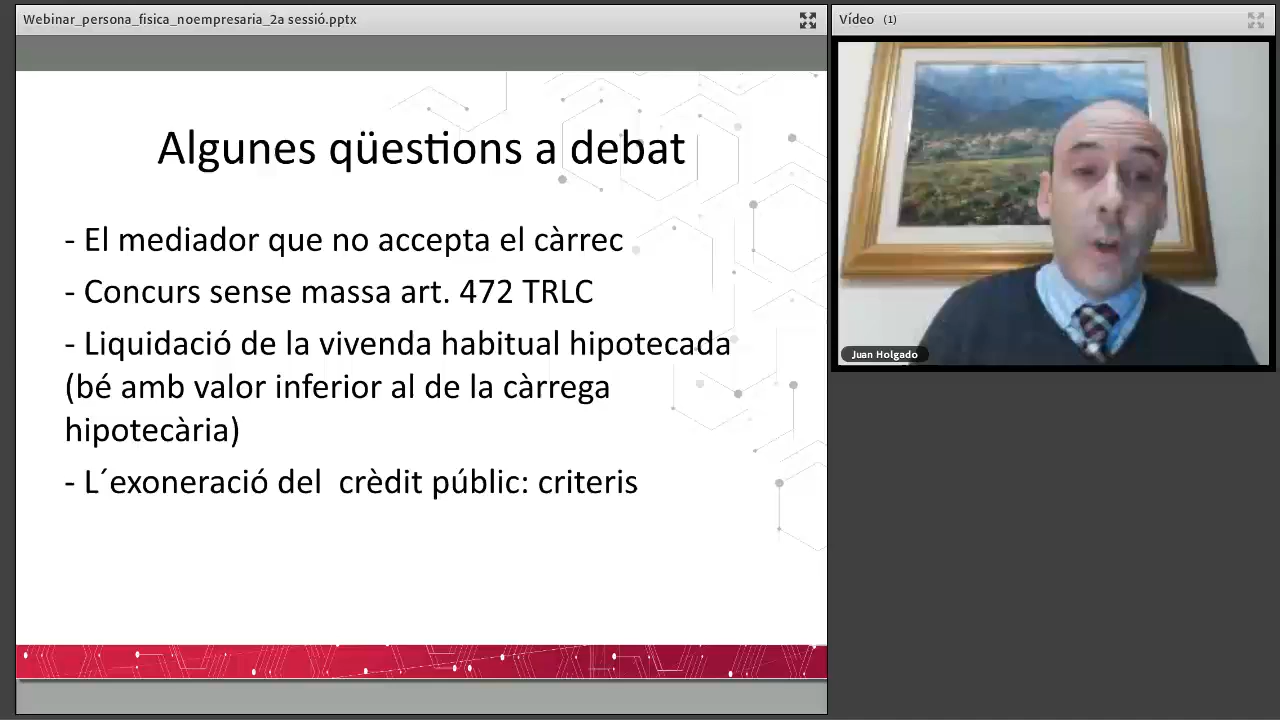 Webinar_persona_fisica_noempresaria_2a sessió.pptx
Vídeo (1)
Algunes qüestions a debat
- El mediador que no accepta el càrrec
- Concurs sense massa art. 472 TRLC
- Liquidació de la vivenda habitual hipotecada
(bé amb valor inferior al de la càrrega
hipotecària)
- L´exoneració del  crèdit públic: criteris
Juan Holgado